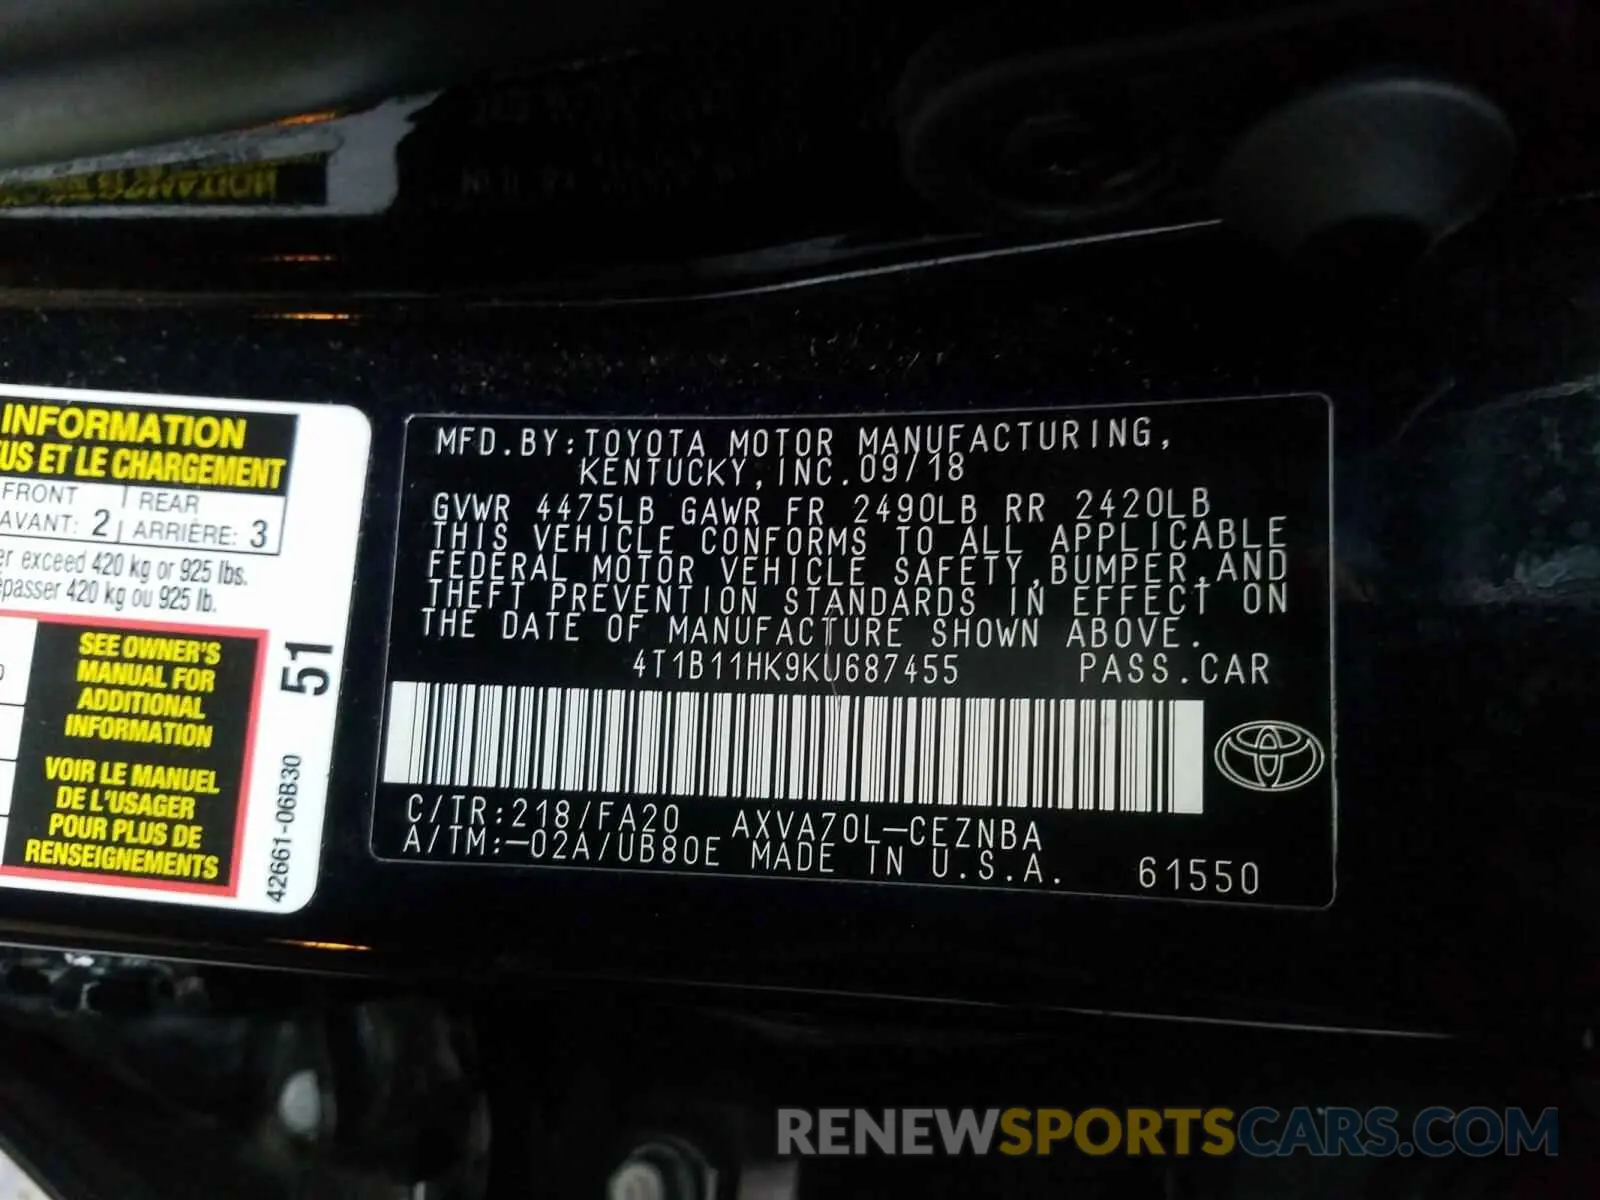 INFORMATION
US ET LE CHARGEMENT
FRONT REAR
AVANT: 2 ARRIÈRE: 3
er exceed 420 kg or 925 lbs.
passer 420 kg ou 925 lb.
SEE OWNER'S
MANUAL FOR
ADDITIONAL
INFORMATION
VOIR LE MANUEL
DE L'USAGER
POUR PLUS DE
RENSEIGNEMENTS
51
42661-06B30
MFD.BY:TOYOTA MOTOR MANUFACTURING,
KENTUCKY,INC.09/18
GVWR 4475LB GAWR FR 2490LB RR 2420LB
THIS VEHICLE CONFORMS TO ALL APPLICABLE
FEDERAL MOTOR VEHICLE SAFETY,BUMPER,AND
THEFT PREVENTION STANDARDS IN EFFECT ON
THE DATE OF MANUFACTURE SHOWN ABOVE.
4T1B11HK9KU687455 PASS.CAR
C/TR:218/FA20 AXVA70L-CEZNBA
A/TM:-02A/UB80E MADE IN U.S.A. 61550
RENEWSPORTSCARS.COM